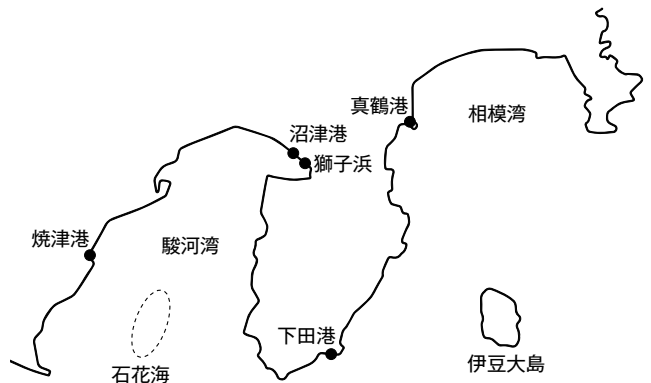 真鶴港
相模湾
沼津港
獅子浜
焼津港
駿河湾
下田港
石花海
伊豆大島